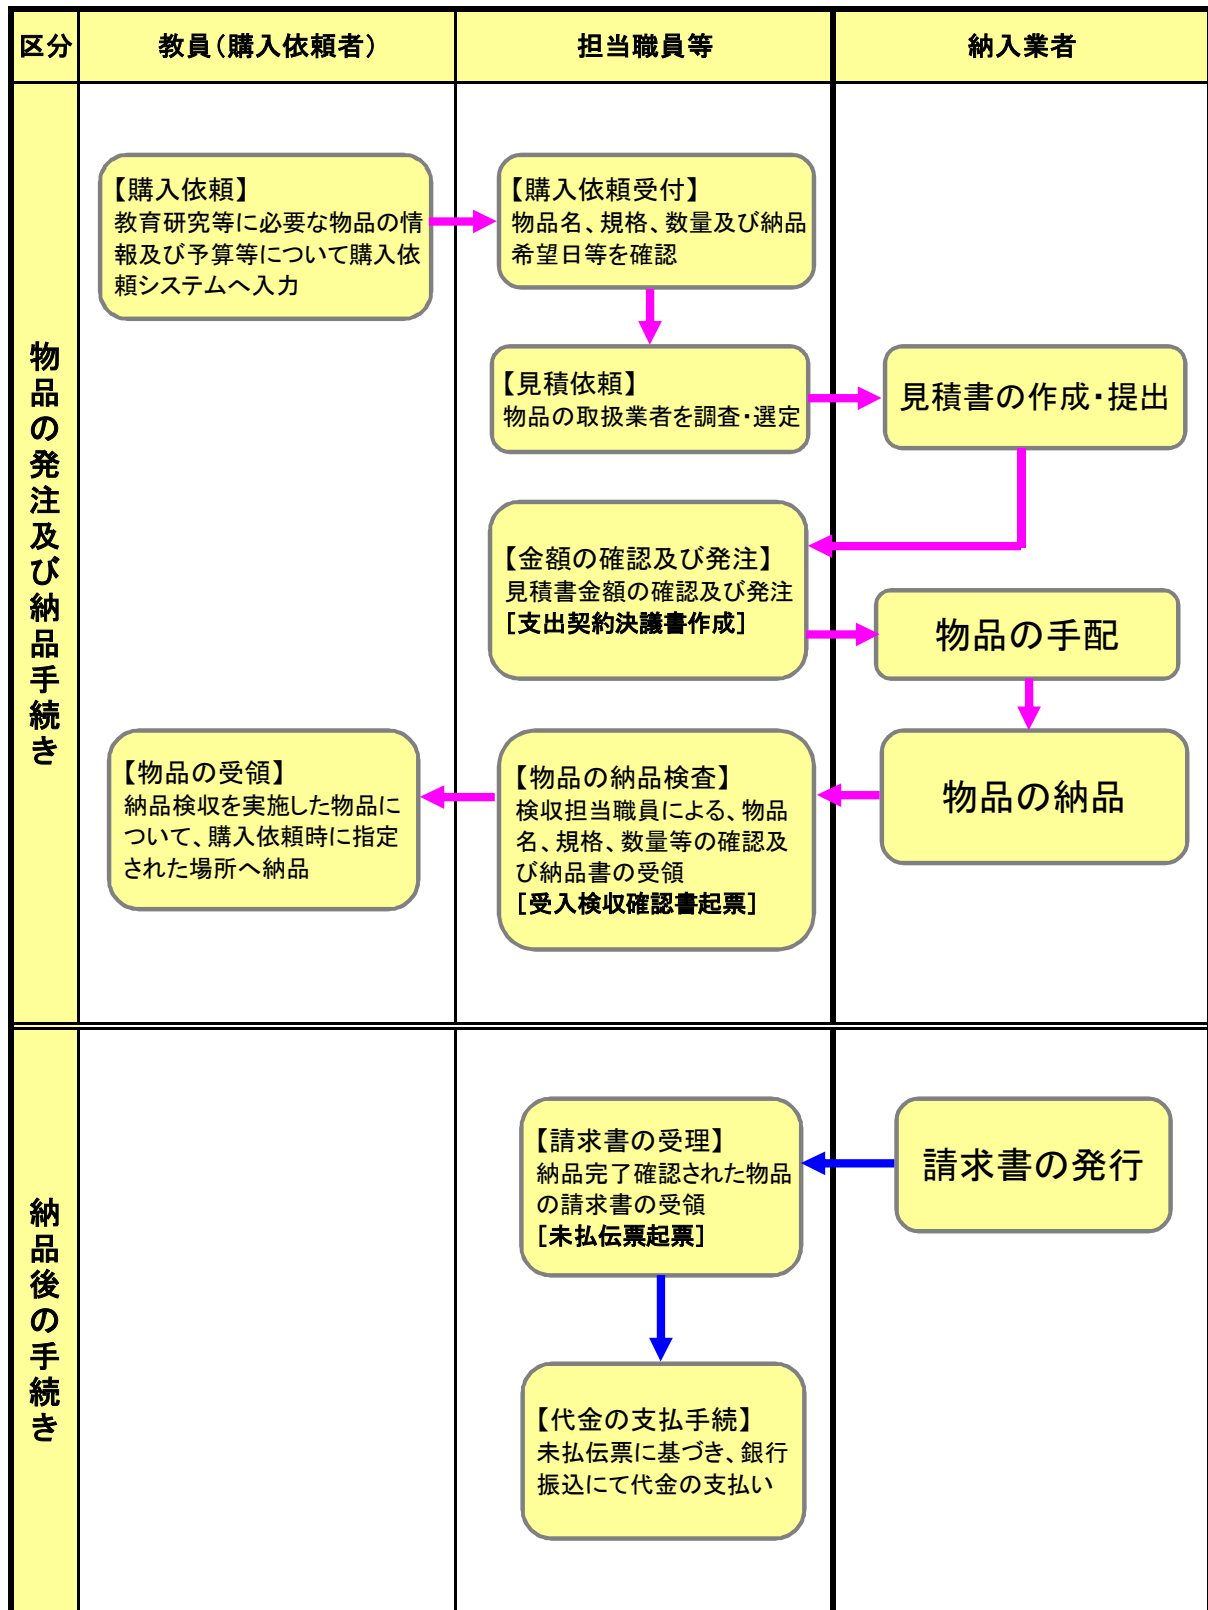 区分
教員（購入依頼者）
担当職員等
納入業者
物品の発注及び納品手続き
【購入依頼】
教育研究等に必要な物品の情
報及び予算等について購入依
頼システムへ入力
【購入依頼受付】
物品名、規格、数量及び納品
希望日等を確認
【見積依頼】
物品の取扱業者を調査・選定
見積書の作成・提出
【金額の確認及び発注】
見積書金額の確認及び発注
［支出契約決議書作成］
物品の手配
物品の納品
【物品の納品検査】
検収担当職員による、物品
名、規格、数量等の確認及
び納品書の受領
［受入検収確認書起票］
【物品の受領】
納品検収を実施した物品に
ついて、購入依頼時に指定
された場所へ納品
納品後の手続き
請求書の発行
【請求書の受理】
納品完了確認された物品
の請求書の受領
［未払伝票起票］
【代金の支払手続】
未払伝票に基づき、銀行
振込にて代金の支払い